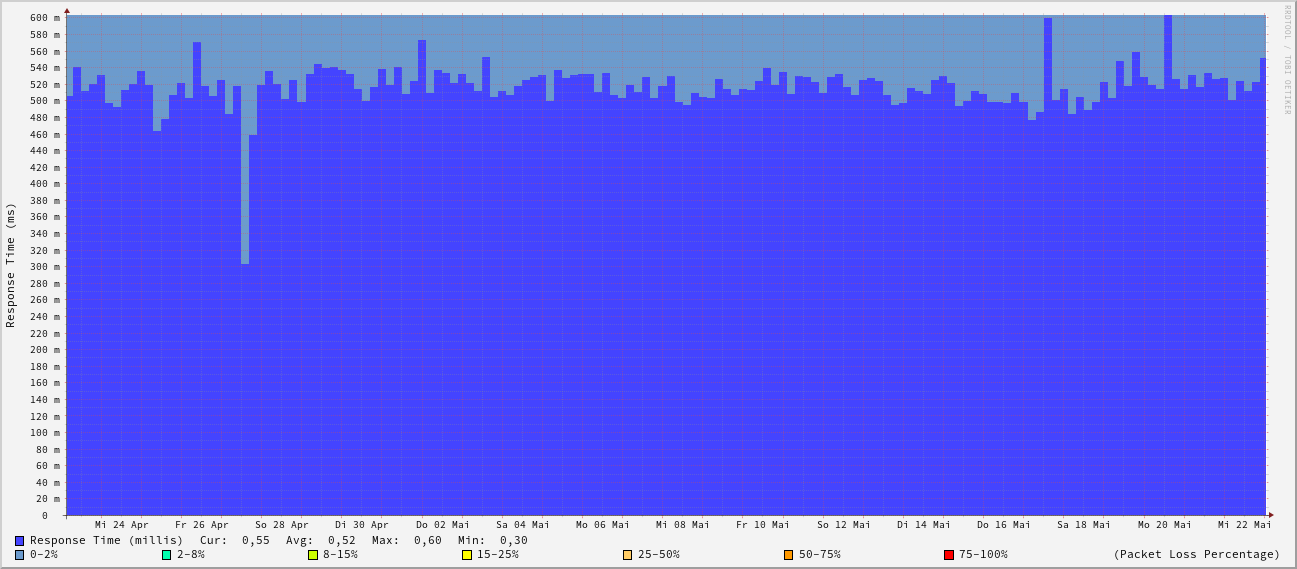 RRDTOOL / TOBI OETIKER
Response Time (ms)
600 m
580 m
560 m
540 m
520 m
500 m
480 m
460 m
440 m
420 m
400 m
380 m
360 m
340 m
320 m
300 m
280 m
260 m
240 m
220 m
200 m
180 m
160 m
140 m
120 m
100 m
80 m
60 m
40 m
20 m
0
Mi 24 Apr Fr 26 Apr So 28 Apr Di 30 Apr Do 02 Mai Sa 04 Mai Mo 06 Mai Mi 08 Mai Fr 10 Mai So 12 Mai Di 14 Mai Do 16 Mai Sa 18 Mai Mo 20 Mai Mi 22 Mai
Response Time (millis) Cur: 0,55 Avg: 0,52 Max: 0,60 Min: 0,30
0-2% 2-8% 8-15% 15-25% 25-50% 50-75% 75-100% (Packet Loss Percentage)